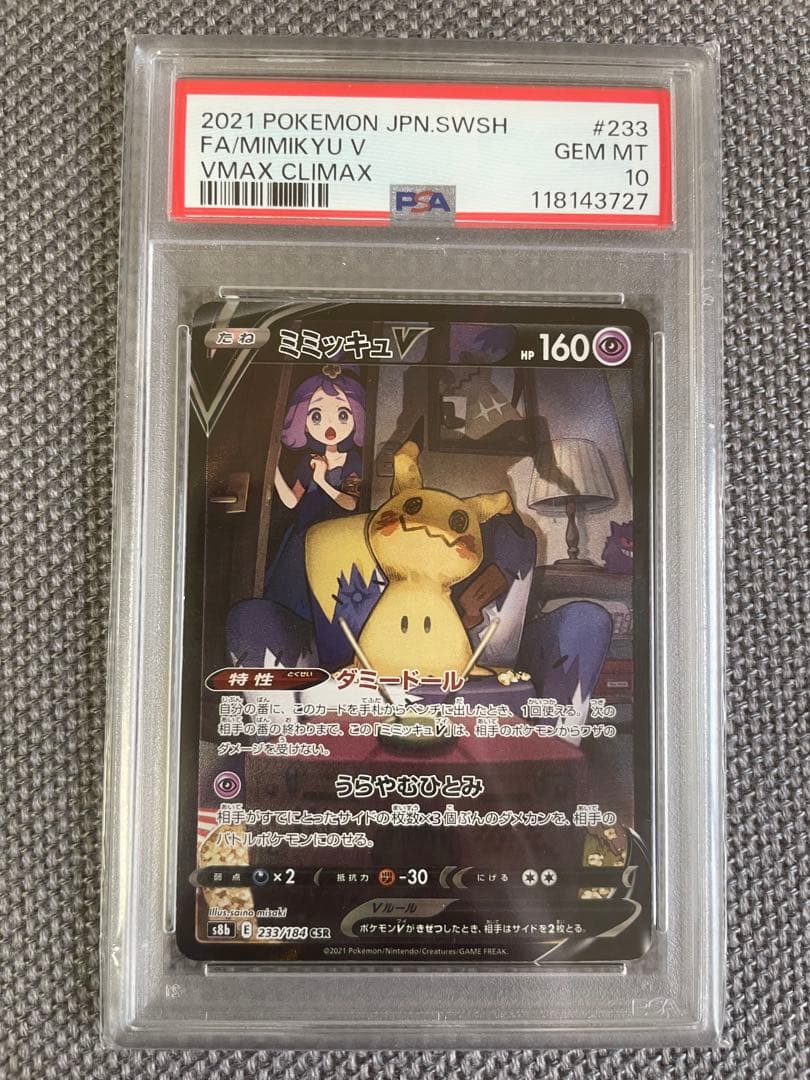 2021 POKEMON JPN.SWSH #233
FA/MIMIKYU V GEM MT
VMAX CLIMAX 10
PSA 118143727
たね ミミッキュV HP 160
特性 とくせい ダミードール
自分の番に、このカードを手札からベンチに出したとき、1回使える。次の
相手の番の終わりまで、この「ミミッキュV」は、相手のポケモンからワザの
ダメージを受けない。
うらやむひとみ
相手がすでにとったサイドの枚数×3個ぶんのダメカンを、相手の
バトルポケモンにのせる。
弱点 ×2 抵抗力 -30 にげる
Vルール
Illus.saino misaki
ポケモンVがきぜつしたとき、相手はサイドを2枚とる。
s8b E 233/184 CSR
©2021 Pokémon/Nintendo/Creatures/GAME FREAK.
PSA